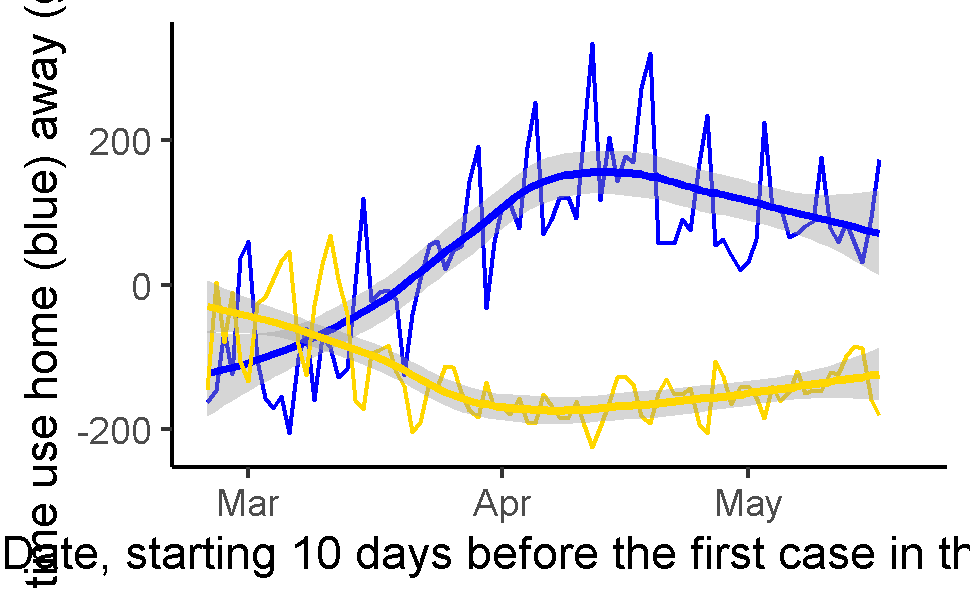 time use home (blue) away (
200
0
-200
Mar Apr May
Date, starting 10 days before the first case in th